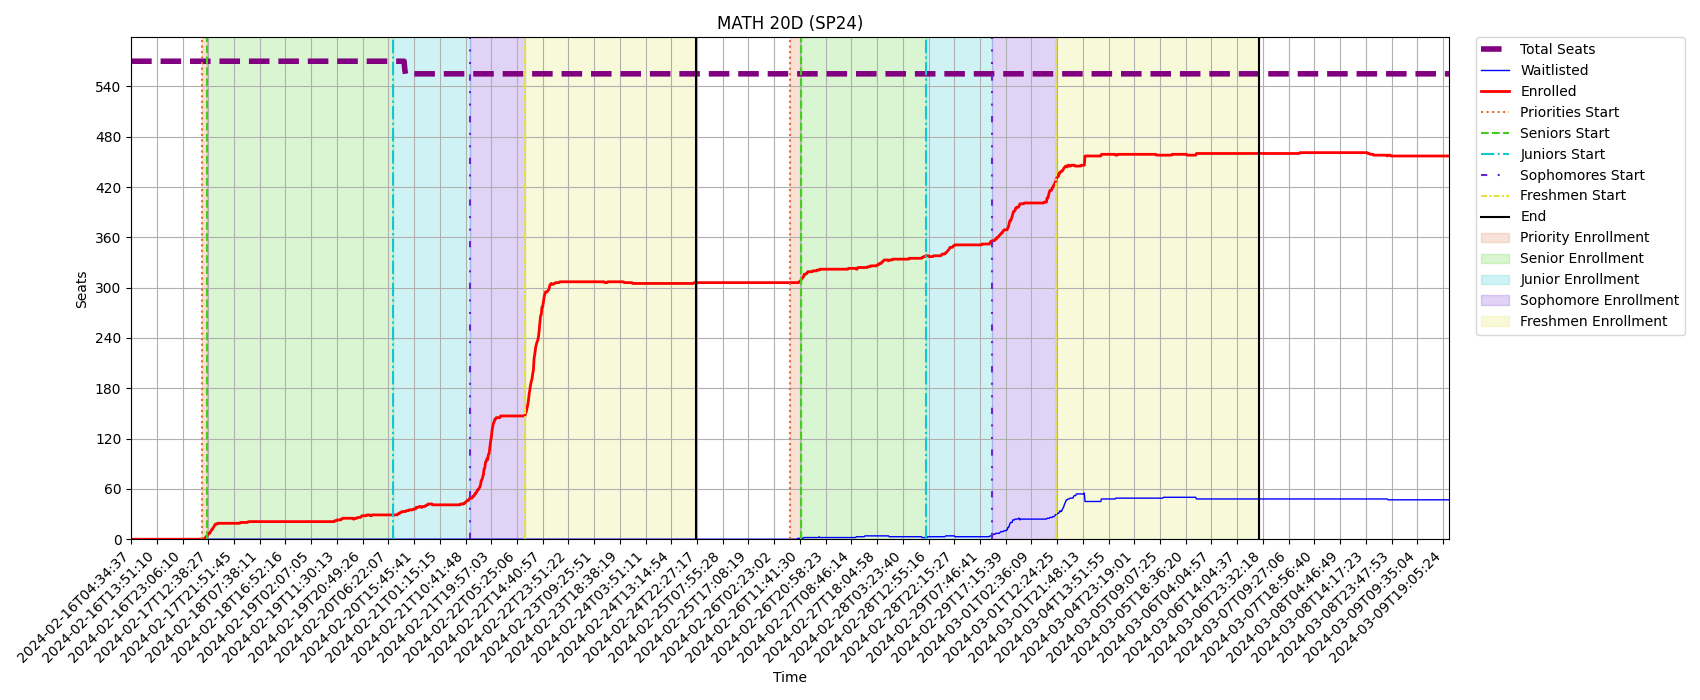 MATH 20D (SP24)
Seats
540
480
420
360
300
240
180
120
60
0
2024-02-16T04:34:37
2024-02-16T13:51:10
2024-02-16T23:06:10
2024-02-17T12:38:27
2024-02-17T21:51:45
2024-02-18T07:38:11
2024-02-18T16:52:16
2024-02-19T02:07:05
2024-02-19T11:30:13
2024-02-19T20:49:26
2024-02-20T06:22:07
2024-02-20T15:45:41
2024-02-21T01:15:15
2024-02-21T10:41:48
2024-02-21T19:57:03
2024-02-22T05:25:06
2024-02-22T14:40:57
2024-02-22T23:51:22
2024-02-23T09:25:51
2024-02-23T18:38:19
2024-02-24T03:51:11
2024-02-24T13:14:54
2024-02-24T22:27:17
2024-02-25T07:55:28
2024-02-25T17:08:19
2024-02-26T02:23:02
2024-02-26T11:41:30
2024-02-26T20:58:23
2024-02-27T08:46:14
2024-02-27T18:04:58
2024-02-28T03:23:40
2024-02-28T12:55:16
2024-02-28T22:15:27
2024-02-29T07:46:41
2024-02-29T17:15:39
2024-03-01T02:36:09
2024-03-01T12:24:25
2024-03-01T21:48:13
2024-03-04T13:51:55
2024-03-04T23:19:01
2024-03-05T09:07:25
2024-03-05T18:36:20
2024-03-06T04:04:57
2024-03-06T14:04:37
2024-03-06T23:32:18
2024-03-07T09:27:06
2024-03-07T18:56:40
2024-03-08T04:46:49
2024-03-08T14:17:23
2024-03-08T23:47:53
2024-03-09T09:35:04
2024-03-09T19:05:24
Time
Total Seats
Waitlisted
Enrolled
Priorities Start
Seniors Start
Juniors Start
Sophomores Start
Freshmen Start
End
Priority Enrollment
Senior Enrollment
Junior Enrollment
Sophomore Enrollment
Freshmen Enrollment